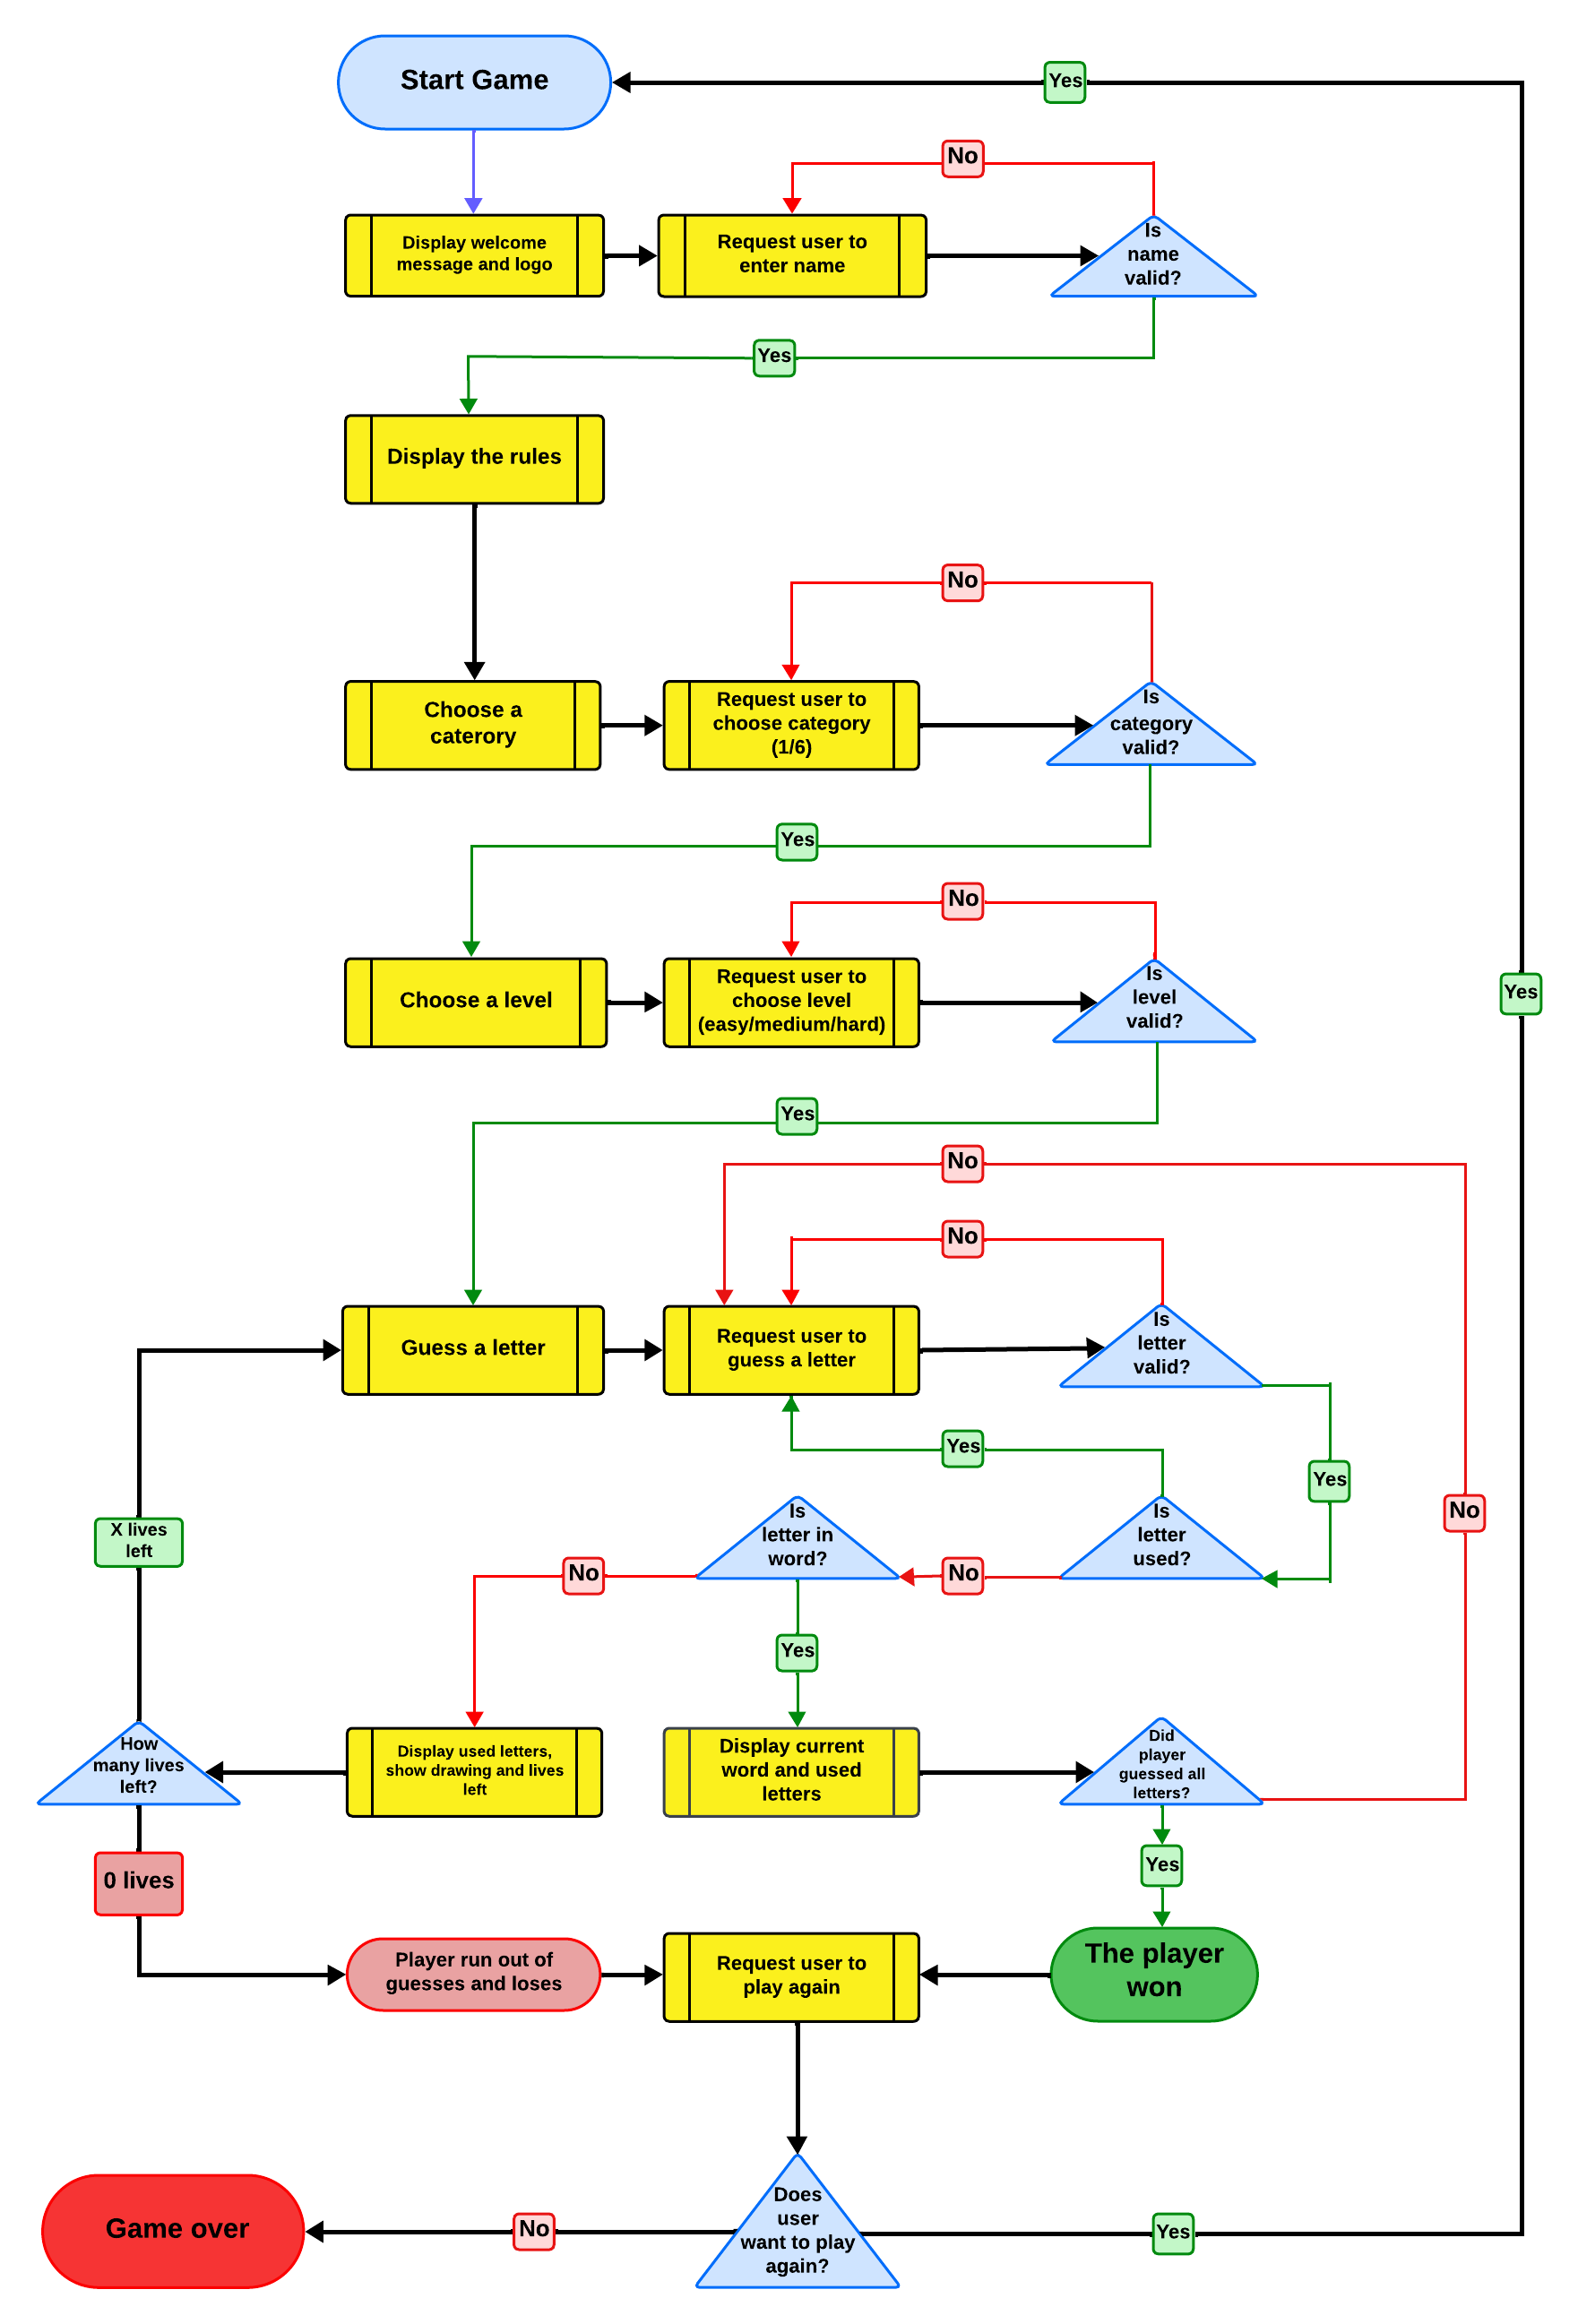 Start Game
Yes
No
Display welcome
message and logo
Request user to
enter name
Is
name
valid?
Yes
Display the rules
No
Choose a
caterory
Request user to
choose category
(1/6)
Is
category
valid?
Yes
No
Choose a level
Request user to
choose level
(easy/medium/hard)
Is
level
valid?
Yes
Yes
No
No
Guess a letter
Request user to
guess a letter
Is
letter
valid?
Yes
Yes
No
X lives
left
Is
letter in
word?
Is
letter
used?
No
No
Yes
How
many lives
left?
Display used letters,
show drawing and lives
left
Display current
word and used
letters
Did
player
guessed all
letters?
0 lives
Yes
Player run out of
guesses and loses
Request user to
play again
The player
won
Game over
No
Does
user
want to play
again?
Yes